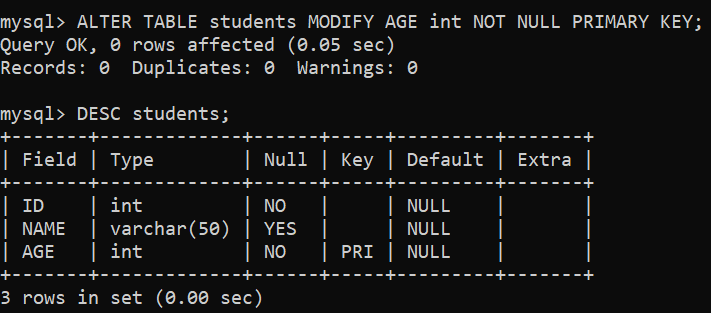 mysql> ALTER TABLE students MODIFY AGE int NOT NULL PRIMARY KEY;
Query OK, 0 rows affected (0.05 sec)
Records: 0  Duplicates: 0  Warnings: 0

mysql> DESC students;
+-------+-------------+------+-----+---------+-------+
| Field | Type        | Null | Key | Default | Extra |
+-------+-------------+------+-----+---------+-------+
| ID    | int         | NO   |     | NULL    |       |
| NAME  | varchar(50) | YES  |     | NULL    |       |
| AGE   | int         | NO   | PRI | NULL    |       |
+-------+-------------+------+-----+---------+-------+
3 rows in set (0.00 sec)